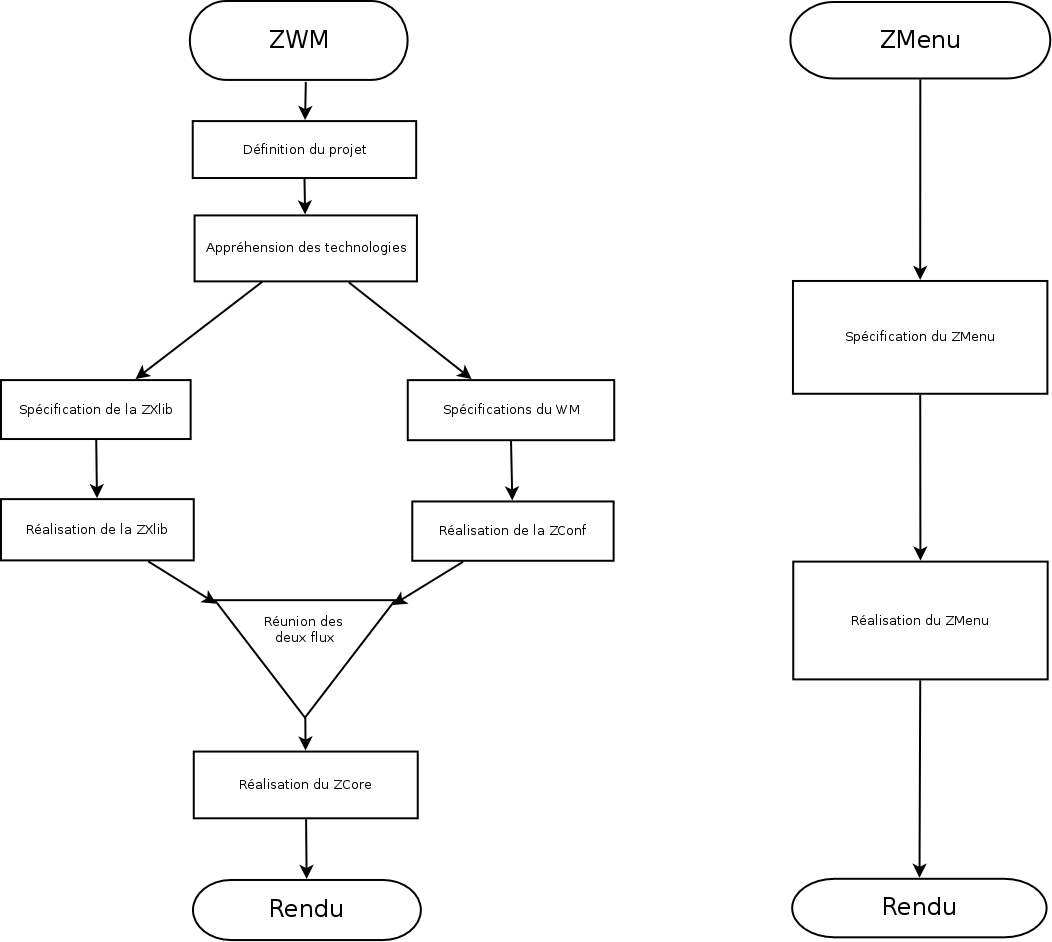 ZWM
Définition du projet
Appréhension des technologies
Spécification de la ZXlib
Spécifications du WM
Réalisation de la ZXlib
Réalisation de la ZConf
Réunion des
deux flux
Réalisation du ZCore
Rendu
ZMenu
Spécification du ZMenu
Réalisation du ZMenu
Rendu